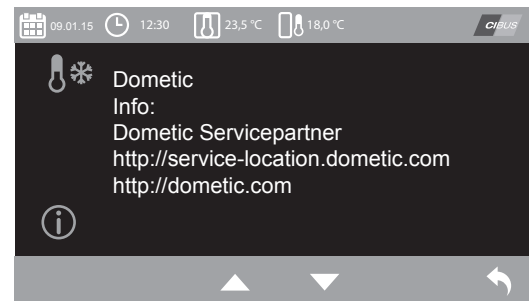 09.01.15 12:30 23,5 °C 18,0 °C CIBUS
Dometic
Info:
Dometic Servicepartner
http://service-location.dometic.com
http://dometic.com